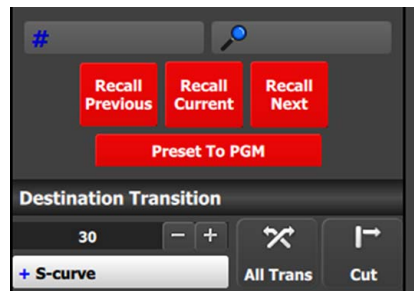 #
Recall Previous
Recall Current
Recall Next
Preset To PGM
Destination Transition
30 − +
+ S-curve
All Trans
Cut